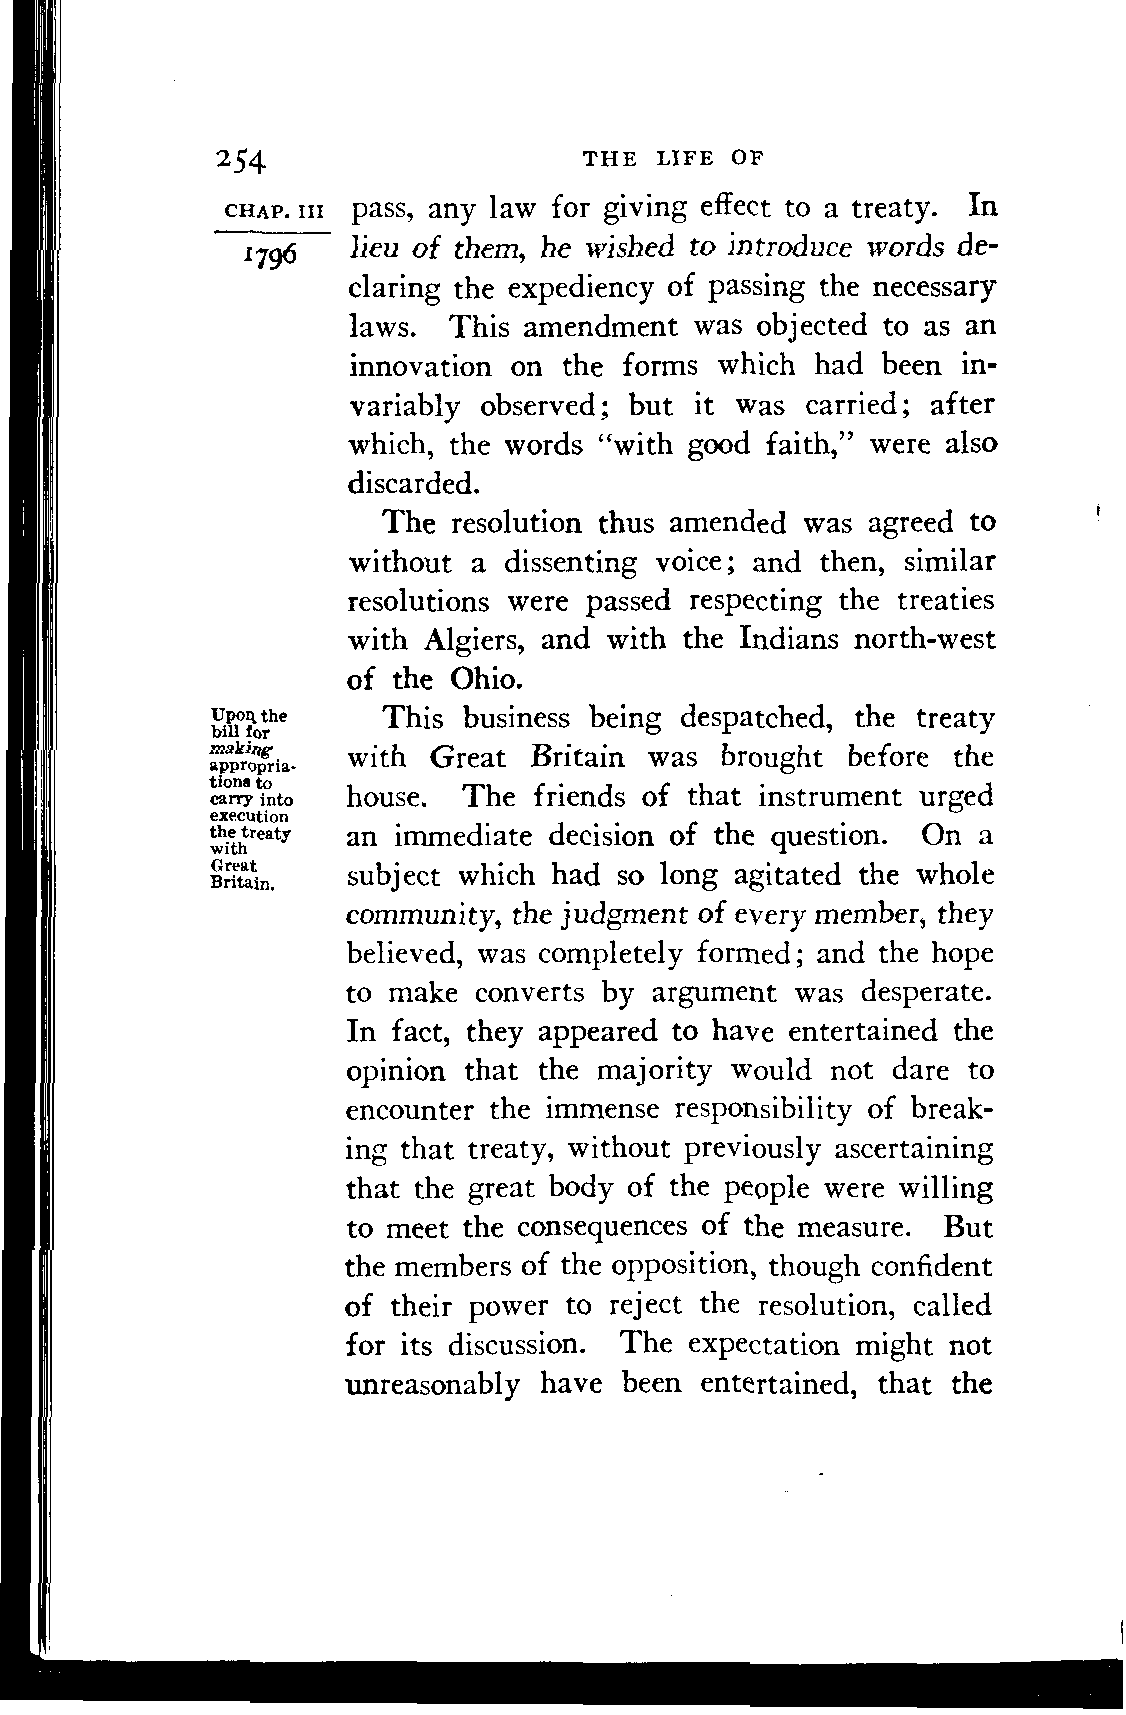 254 THE LIFE OF
CHAP. III
1796
pass, any law for giving effect to a treaty. In
lieu of them, he wished to introduce words de-
claring the expediency of passing the necessary
laws. This amendment was objected to as an
innovation on the forms which had been in-
variably observed; but it was carried; after
which, the words “with good faith,” were also
discarded.
The resolution thus amended was agreed to
without a dissenting voice; and then, similar
resolutions were passed respecting the treaties
with Algiers, and with the Indians north-west
of the Ohio.
Upon the
bill for
making
appropria-
tions to
carry into
execution
the treaty
with
Great
Britain.
This business being despatched, the treaty
with Great Britain was brought before the
house. The friends of that instrument urged
an immediate decision of the question. On a
subject which had so long agitated the whole
community, the judgment of every member, they
believed, was completely formed; and the hope
to make converts by argument was desperate.
In fact, they appeared to have entertained the
opinion that the majority would not dare to
encounter the immense responsibility of break-
ing that treaty, without previously ascertaining
that the great body of the people were willing
to meet the consequences of the measure. But
the members of the opposition, though confident
of their power to reject the resolution, called
for its discussion. The expectation might not
unreasonably have been entertained, that the